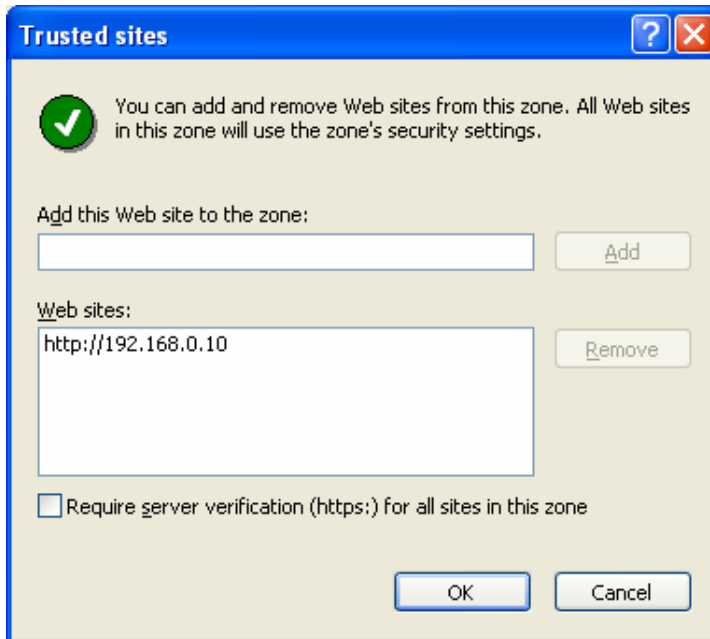 Trusted sites
You can add and remove Web sites from this zone. All Web sites
in this zone will use the zone's security settings.
Add this Web site to the zone:
Add
Web sites:
http://192.168.0.10
Remove
Require server verification (https:) for all sites in this zone
OK
Cancel